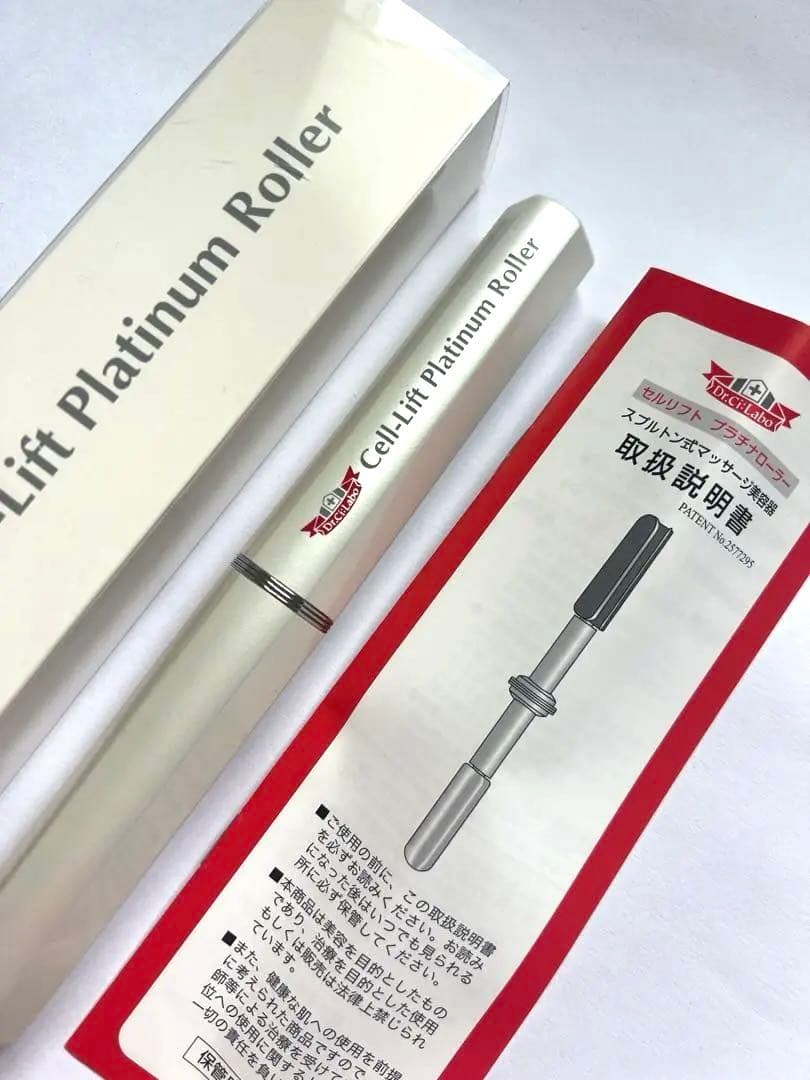 -Lift Platinum Roller
Dr.Ci:Labo
Cell-Lift Platinum Roller
Dr.Ci:Labo
セルリフト プラチナローラー
スプルトン式マッサージ美容器
取扱説明書
PATENT No.2577295
■ご使用の前に、この取扱説明書
を必ずお読みください。お読み
になった後はいつでも見られる
所に必ず保管してください。
■本商品は美容を目的としたもの
であり、治療を目的とした使用
もしくは販売は法律上禁じられ
ています。
■また、健康な肌への使用を前提
に考えられた商品ですので
師等による治療を受けて
位への使用に関する
一切の責任を負い
保管